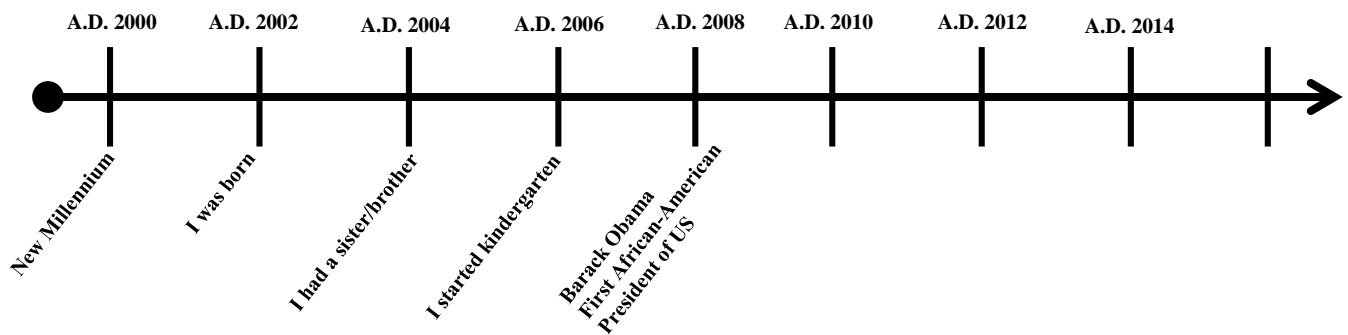 A.D. 2000
A.D. 2002
A.D. 2004
A.D. 2006
A.D. 2008
A.D. 2010
A.D. 2012
A.D. 2014
New Millennium
I was born
I had a sister/brother
I started kindergarten
Barack Obama
First African-American
President of US